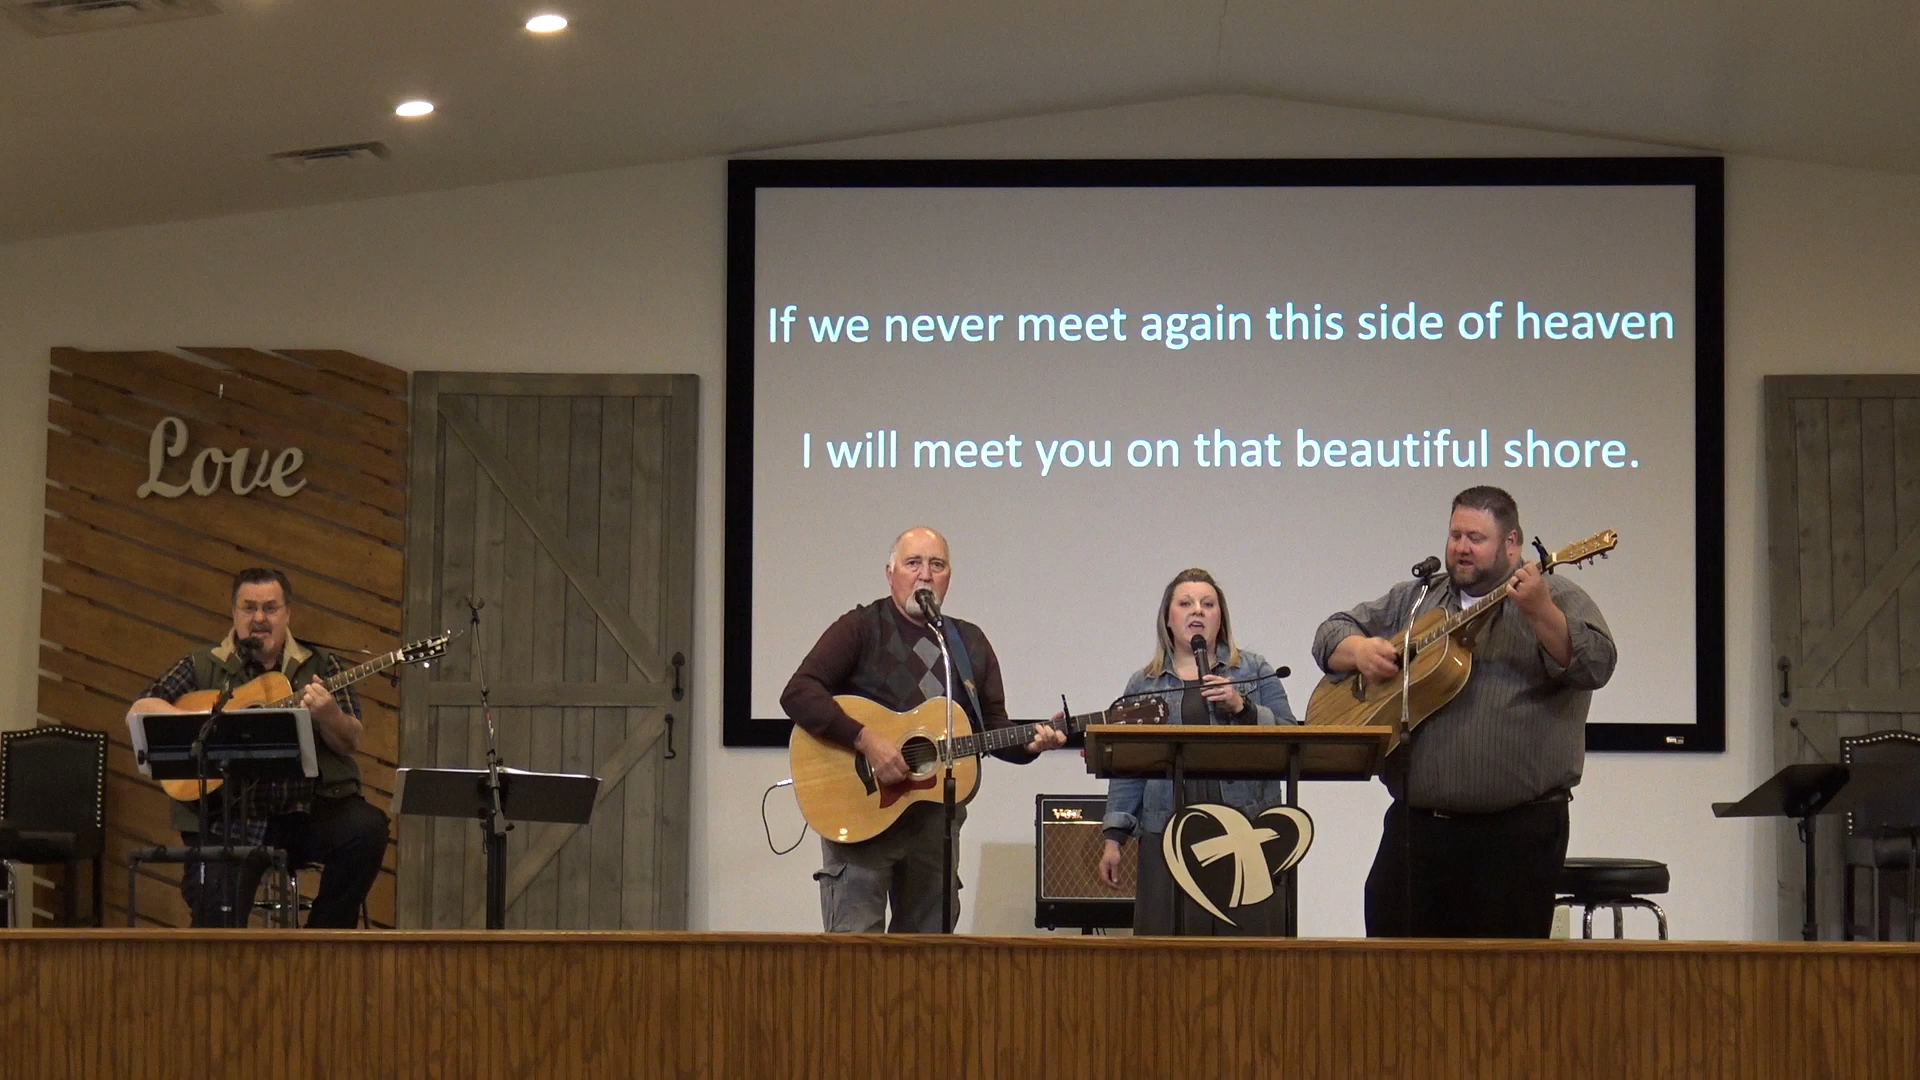 If we never meet again this side of heaven
I will meet you on that beautiful shore.
Love
VOX